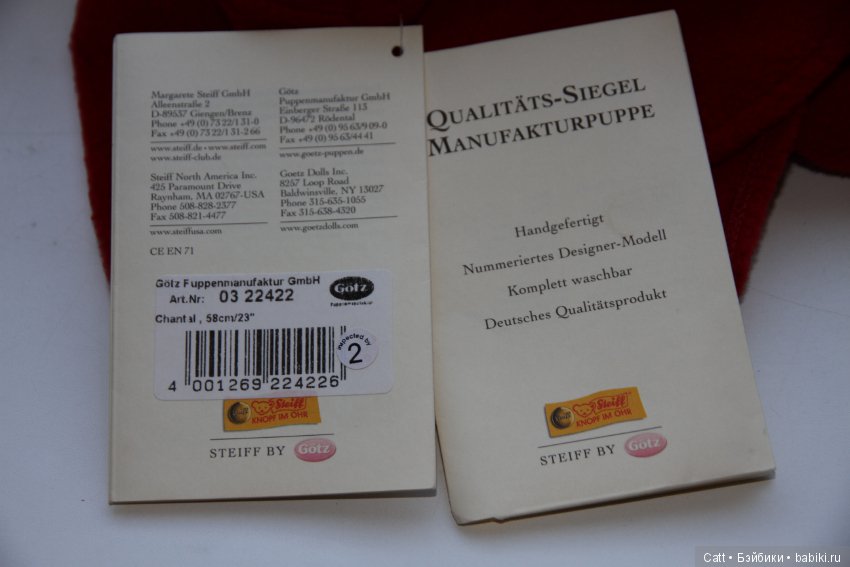 Margarete Steiff GmbH
Alleenstraße 2
D-89537 Giengen/Brenz
Phone +49 (0) 73 22/1 31-0
Fax +49 (0) 73 22/1 31-2 66
www.steiff.de • www.steiff.com
www.steiff-club.de
Götz
Puppenmanufaktur GmbH
Einberger Straße 113
D-96472 Rödental
Phone +49 (0) 95 63/9 09-0
Fax +49 (0) 95 63/44 41
www.goetz-puppen.de
Steiff North America Inc.
425 Paramount Drive
Raynham, MA 02767-USA
Phone 508-828-2377
Fax 508-821-4477
www.steiffusa.com
Goetz Dolls Inc.
8257 Loop Road
Baldwinsville, NY 13027
Phone 315-635-1055
Fax 315-638-4320
www.goetzdolls.com
CE EN 71
Götz Puppenmanufaktur GmbH
Art.Nr: 03 22422
Götz
Puppenmanufaktur
Chantal , 58cm/23"
inspected by
2
4 001269 224226
Steiff
KNOPF IM OHR
STEIFF BY Götz
QUALITÄTS-SIEGEL
MANUFAKTURPUPPE
Handgefertigt
Nummeriertes Designer-Modell
Komplett waschbar
Deutsches Qualitätsprodukt
Steiff
KNOPF IM OHR
STEIFF BY Götz
Catt • Бэйбики • babiki.ru